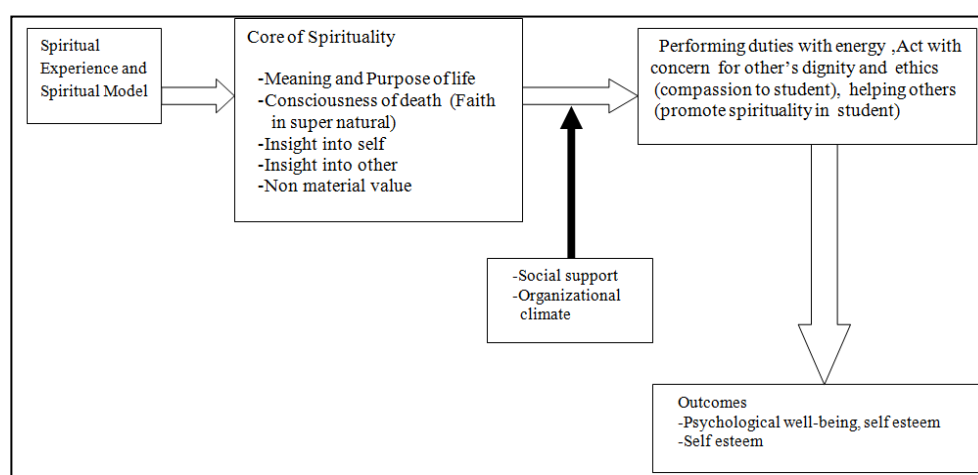 Spiritual
Experience and
Spiritual Model
Core of Spirituality
-Meaning and Purpose of life
-Consciousness of death (Faith
in super natural)
-Insight into self
-Insight into other
-Non material value
Performing duties with energy ,Act with
concern for other's dignity and ethics
(compassion to student), helping others
(promote spirituality in student)
-Social support
-Organizational
climate
Outcomes
-Psychological well-being, self esteem
-Self esteem